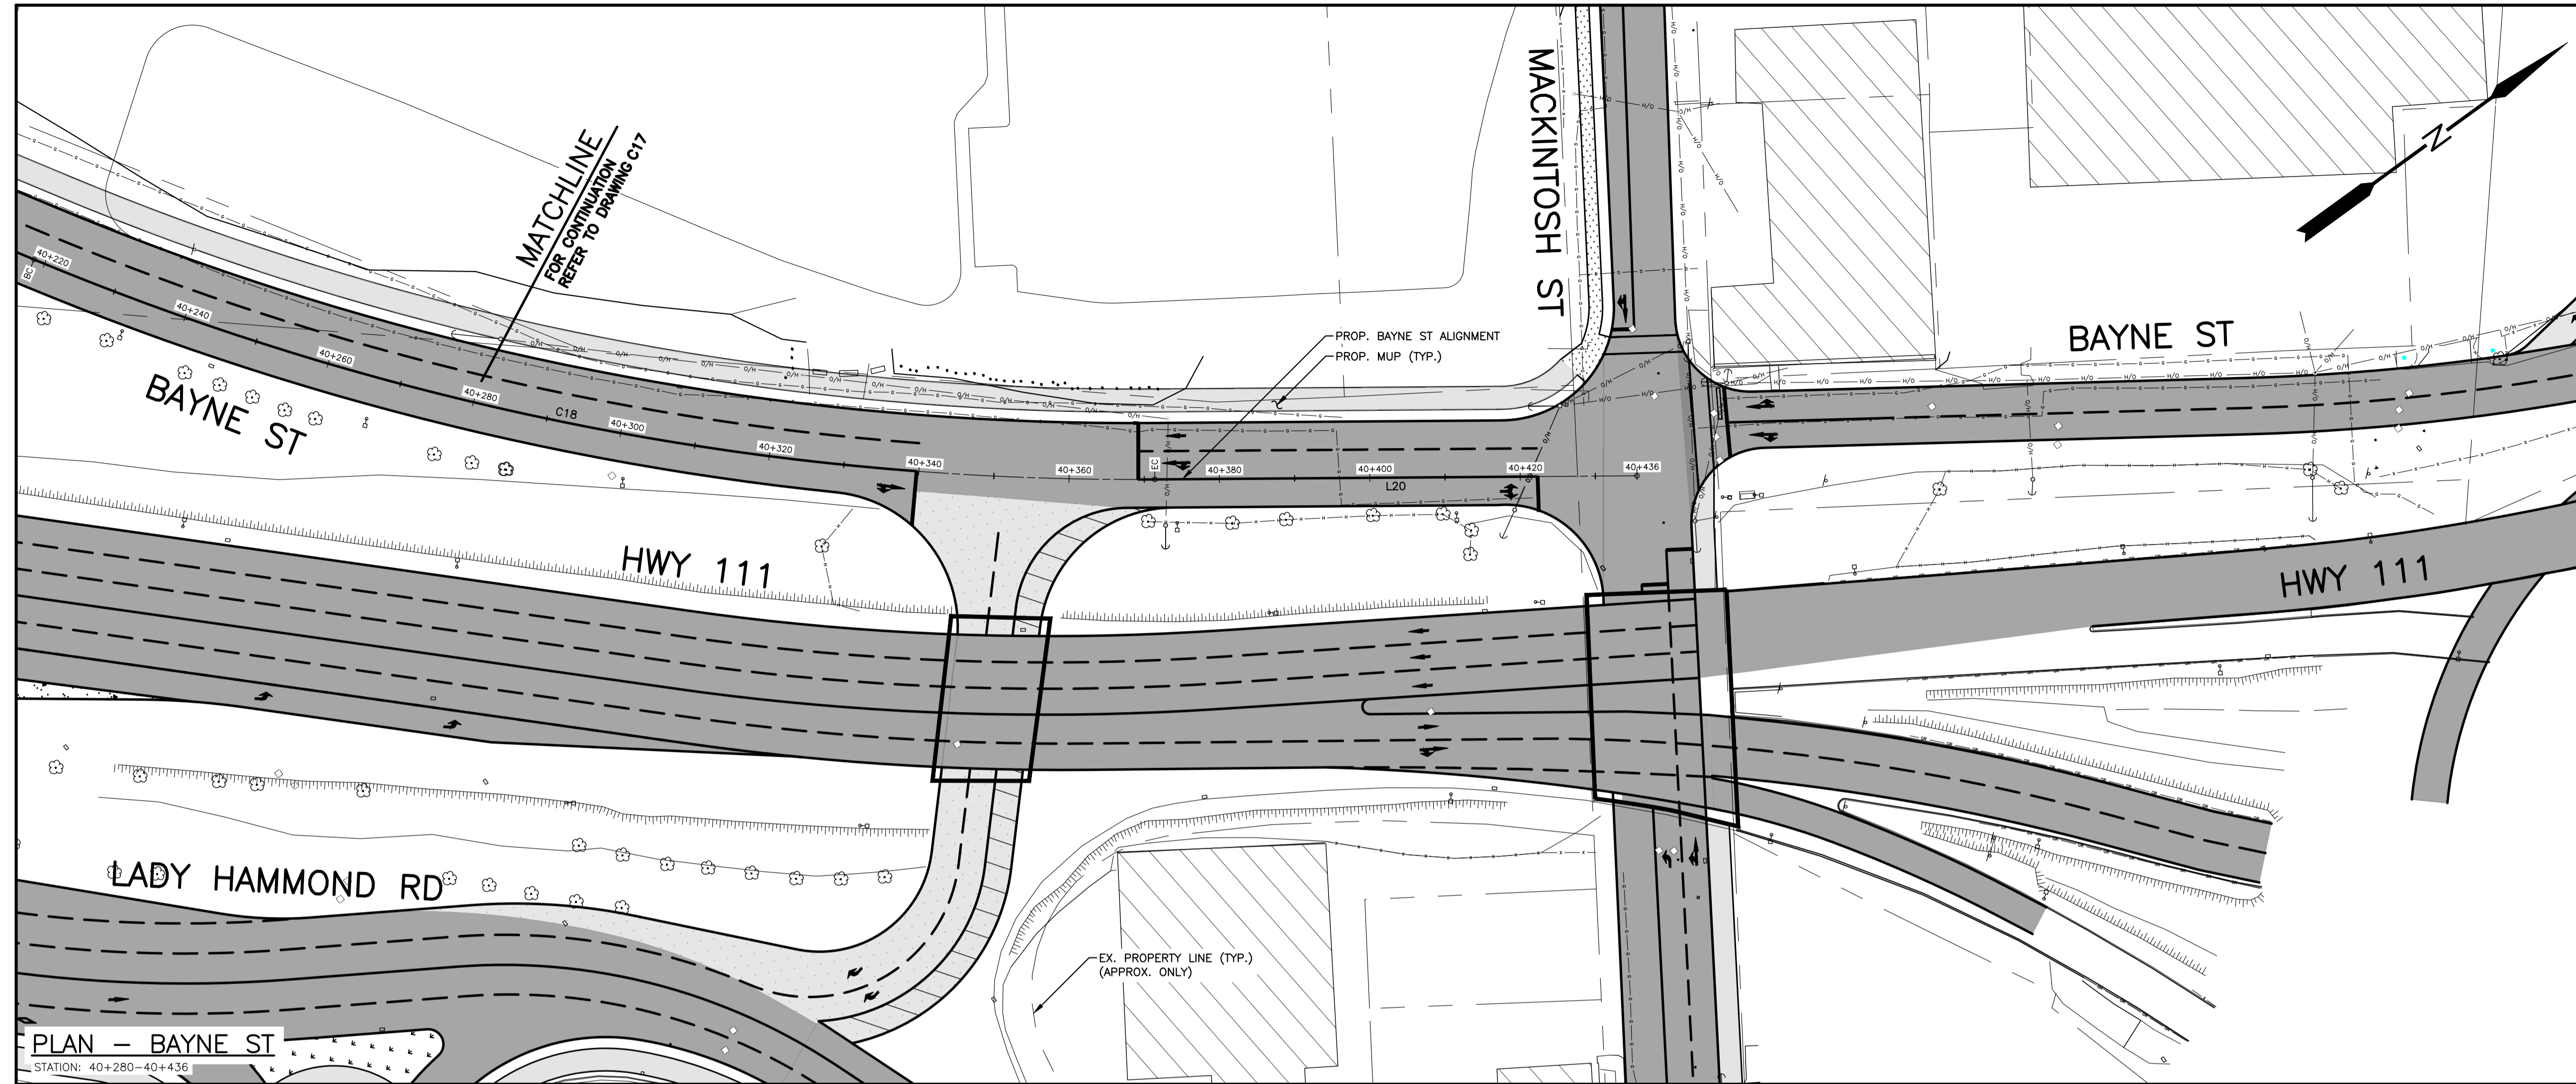 MATCHLINE
FOR CONTINUATION
REFER TO DRAWING C17
MACKINTOSH ST
N
BAYNE ST
PROP. BAYNE ST ALIGNMENT
PROP. MUP (TYP.)
BC
40+220
40+240
40+260
40+280
C18
40+300
40+320
40+340
40+360
EC
40+380
40+400
L20
40+420
40+436
BAYNE ST
HWY 111
HWY 111
LADY HAMMOND RD
EX. PROPERTY LINE (TYP.)
(APPROX. ONLY)
PLAN - BAYNE ST
STATION: 40+280-40+436